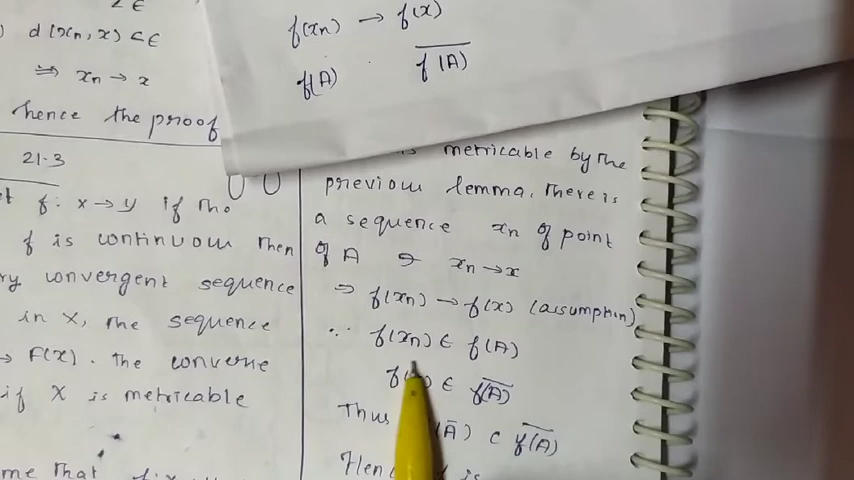 f(xn) → f(x)
f(A) f(A)̅
d(xn, x) < ε
⇒ xn → x
hence the proof
21.3
f: x→y if the
f is continuous then
convergent sequence
in X, the sequence
→ f(x). The converse
if X is metricable
me that
metricable by the
previous lemma. There is
a sequence xn of point
of A ∋ xn→x
⇒ f(xn) → f(x) (assumption)
∴ f(xn) ∈ f(A)
∈ f(A)̅
Thus (Ā) ⊂ f(A)̅
is